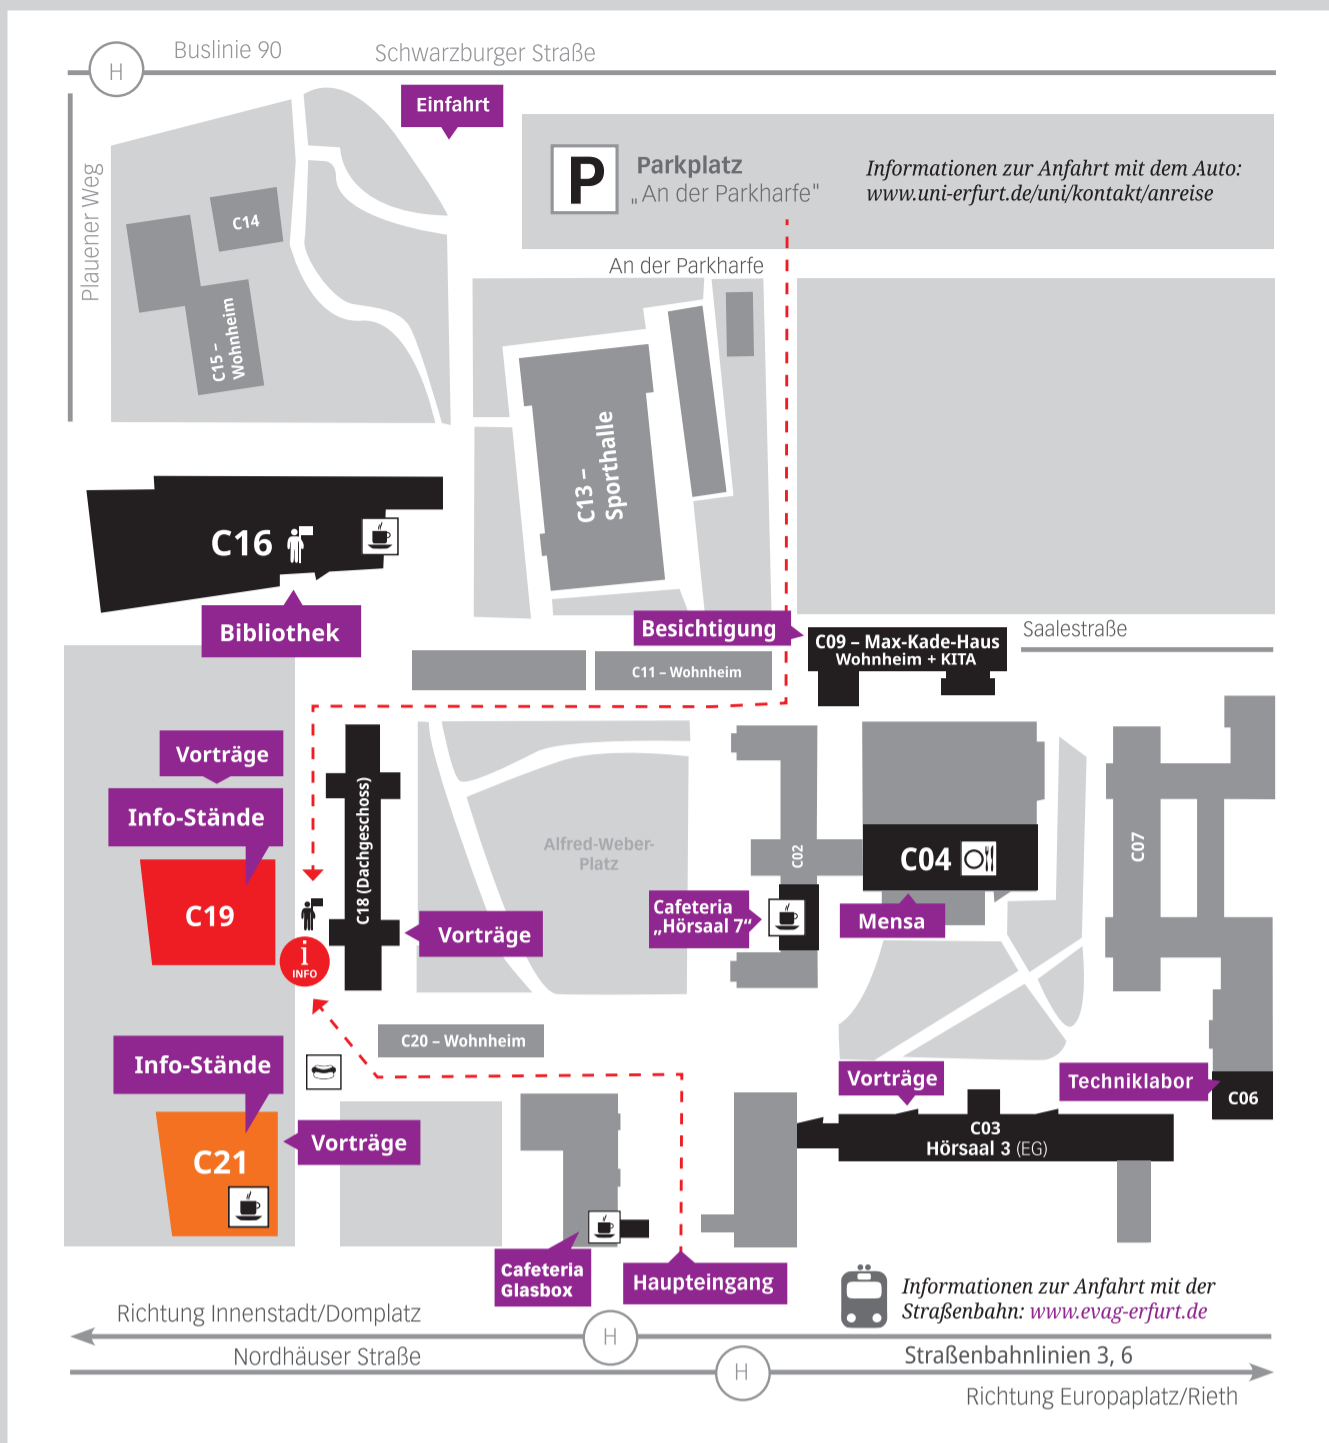 H
Buslinie 90
Schwarzburger Straße
Einfahrt
Plauener Weg
P
Parkplatz
„An der Parkharfe"
Informationen zur Anfahrt mit dem Auto:
www.uni-erfurt.de/uni/kontakt/anreise
C14
C15 –
Wohnheim
An der Parkharfe
C13 –
Sporthalle
C16
Bibliothek
Besichtigung
C09 – Max-Kade-Haus
Wohnheim + KITA
Saalestraße
C11 – Wohnheim
Vorträge
Info-Stände
C19
C18 (Dachgeschoss)
Vorträge
i
INFO
Alfred-Weber-
Platz
C02
Cafeteria
„Hörsaal 7“
C04
Mensa
C07
C20 – Wohnheim
Info-Stände
Vorträge
C21
Vorträge
C03
Hörsaal 3 (EG)
Techniklabor
C06
Cafeteria
Glasbox
Haupteingang
Informationen zur Anfahrt mit der
Straßenbahn: www.evag-erfurt.de
Richtung Innenstadt/Domplatz
H
Nordhäuser Straße
H
Straßenbahnlinien 3, 6
Richtung Europaplatz/Rieth